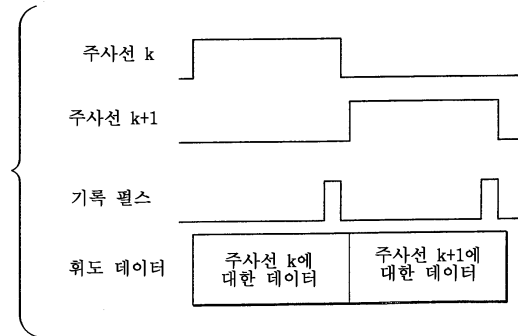 주사선 k
주사선 k+1
기록 펄스
휘도 데이터
주사선 k에
대한 데이터
주사선 k+1에
대한 데이터